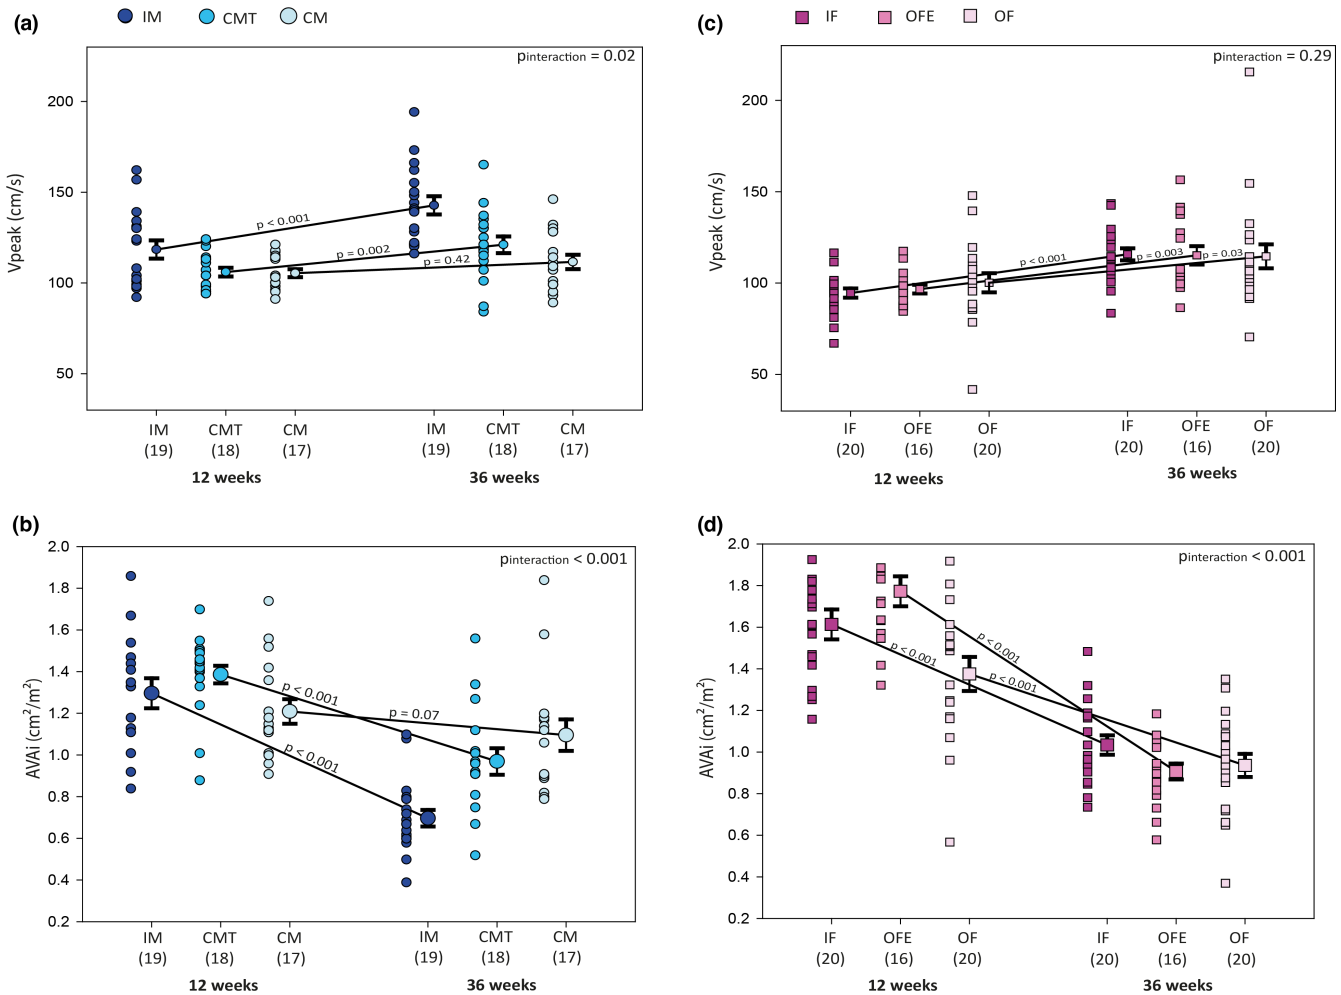 (a) IM CMT CM
pinteraction = 0.02
200
150
100
50
Vpeak (cm/s)
p < 0.001
p = 0.002
p = 0.42
IM CMT CM IM CMT CM
(19) (18) (17) (19) (18) (17)
12 weeks 36 weeks
(c) IF OFE OF
pinteraction = 0.29
200
150
100
50
Vpeak (cm/s)
p < 0.001
p = 0.003
p = 0.03
IF OFE OF IF OFE OF
(20) (16) (20) (20) (16) (20)
12 weeks 36 weeks
(b)
pinteraction < 0.001
2.0
1.8
1.6
1.4
1.2
1.0
0.8
0.6
0.4
0.2
AVAi (cm²/m²)
p < 0.001
p = 0.07
p < 0.001
IM CMT CM IM CMT CM
(19) (18) (17) (19) (18) (17)
12 weeks 36 weeks
(d)
pinteraction < 0.001
2.0
1.8
1.6
1.4
1.2
1.0
0.8
0.6
0.4
0.2
AVAi (cm²/m²)
p < 0.001
p < 0.001
p < 0.001
IF OFE OF IF OFE OF
(20) (16) (20) (20) (16) (20)
12 weeks 36 weeks